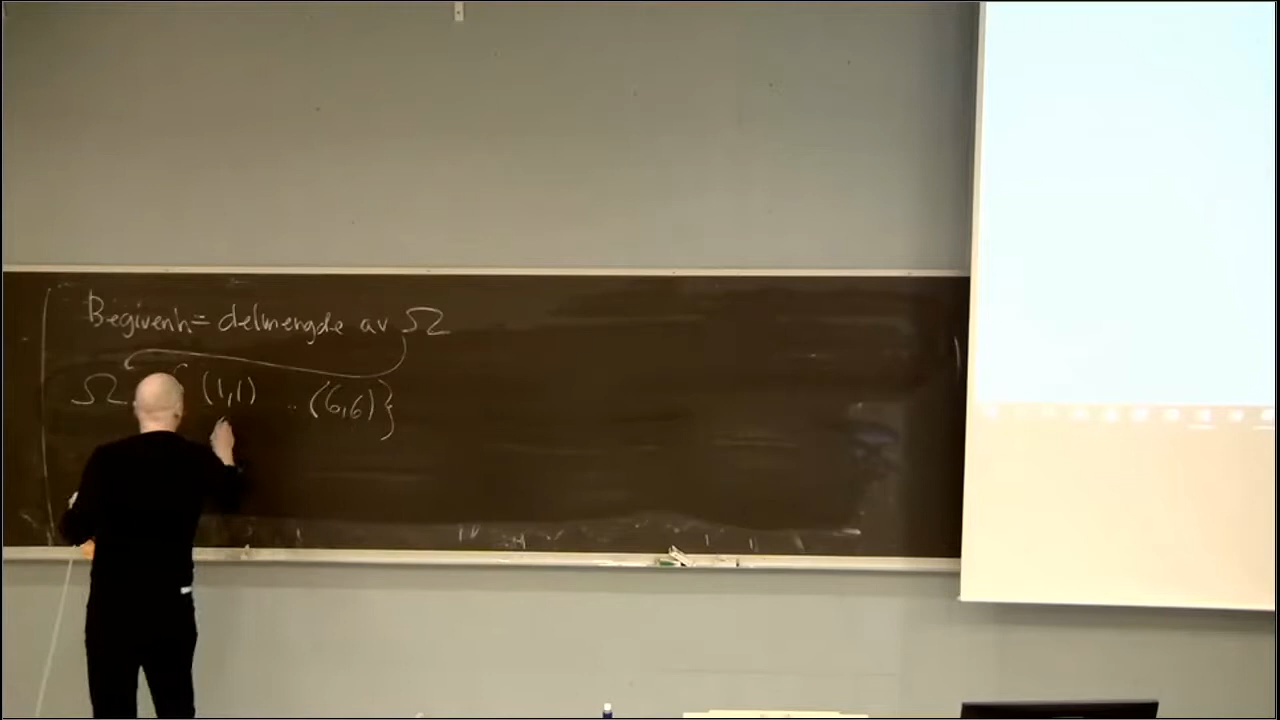 Begivenh = delmengde av Ω
Ω { (1,1) .. (6,6)}